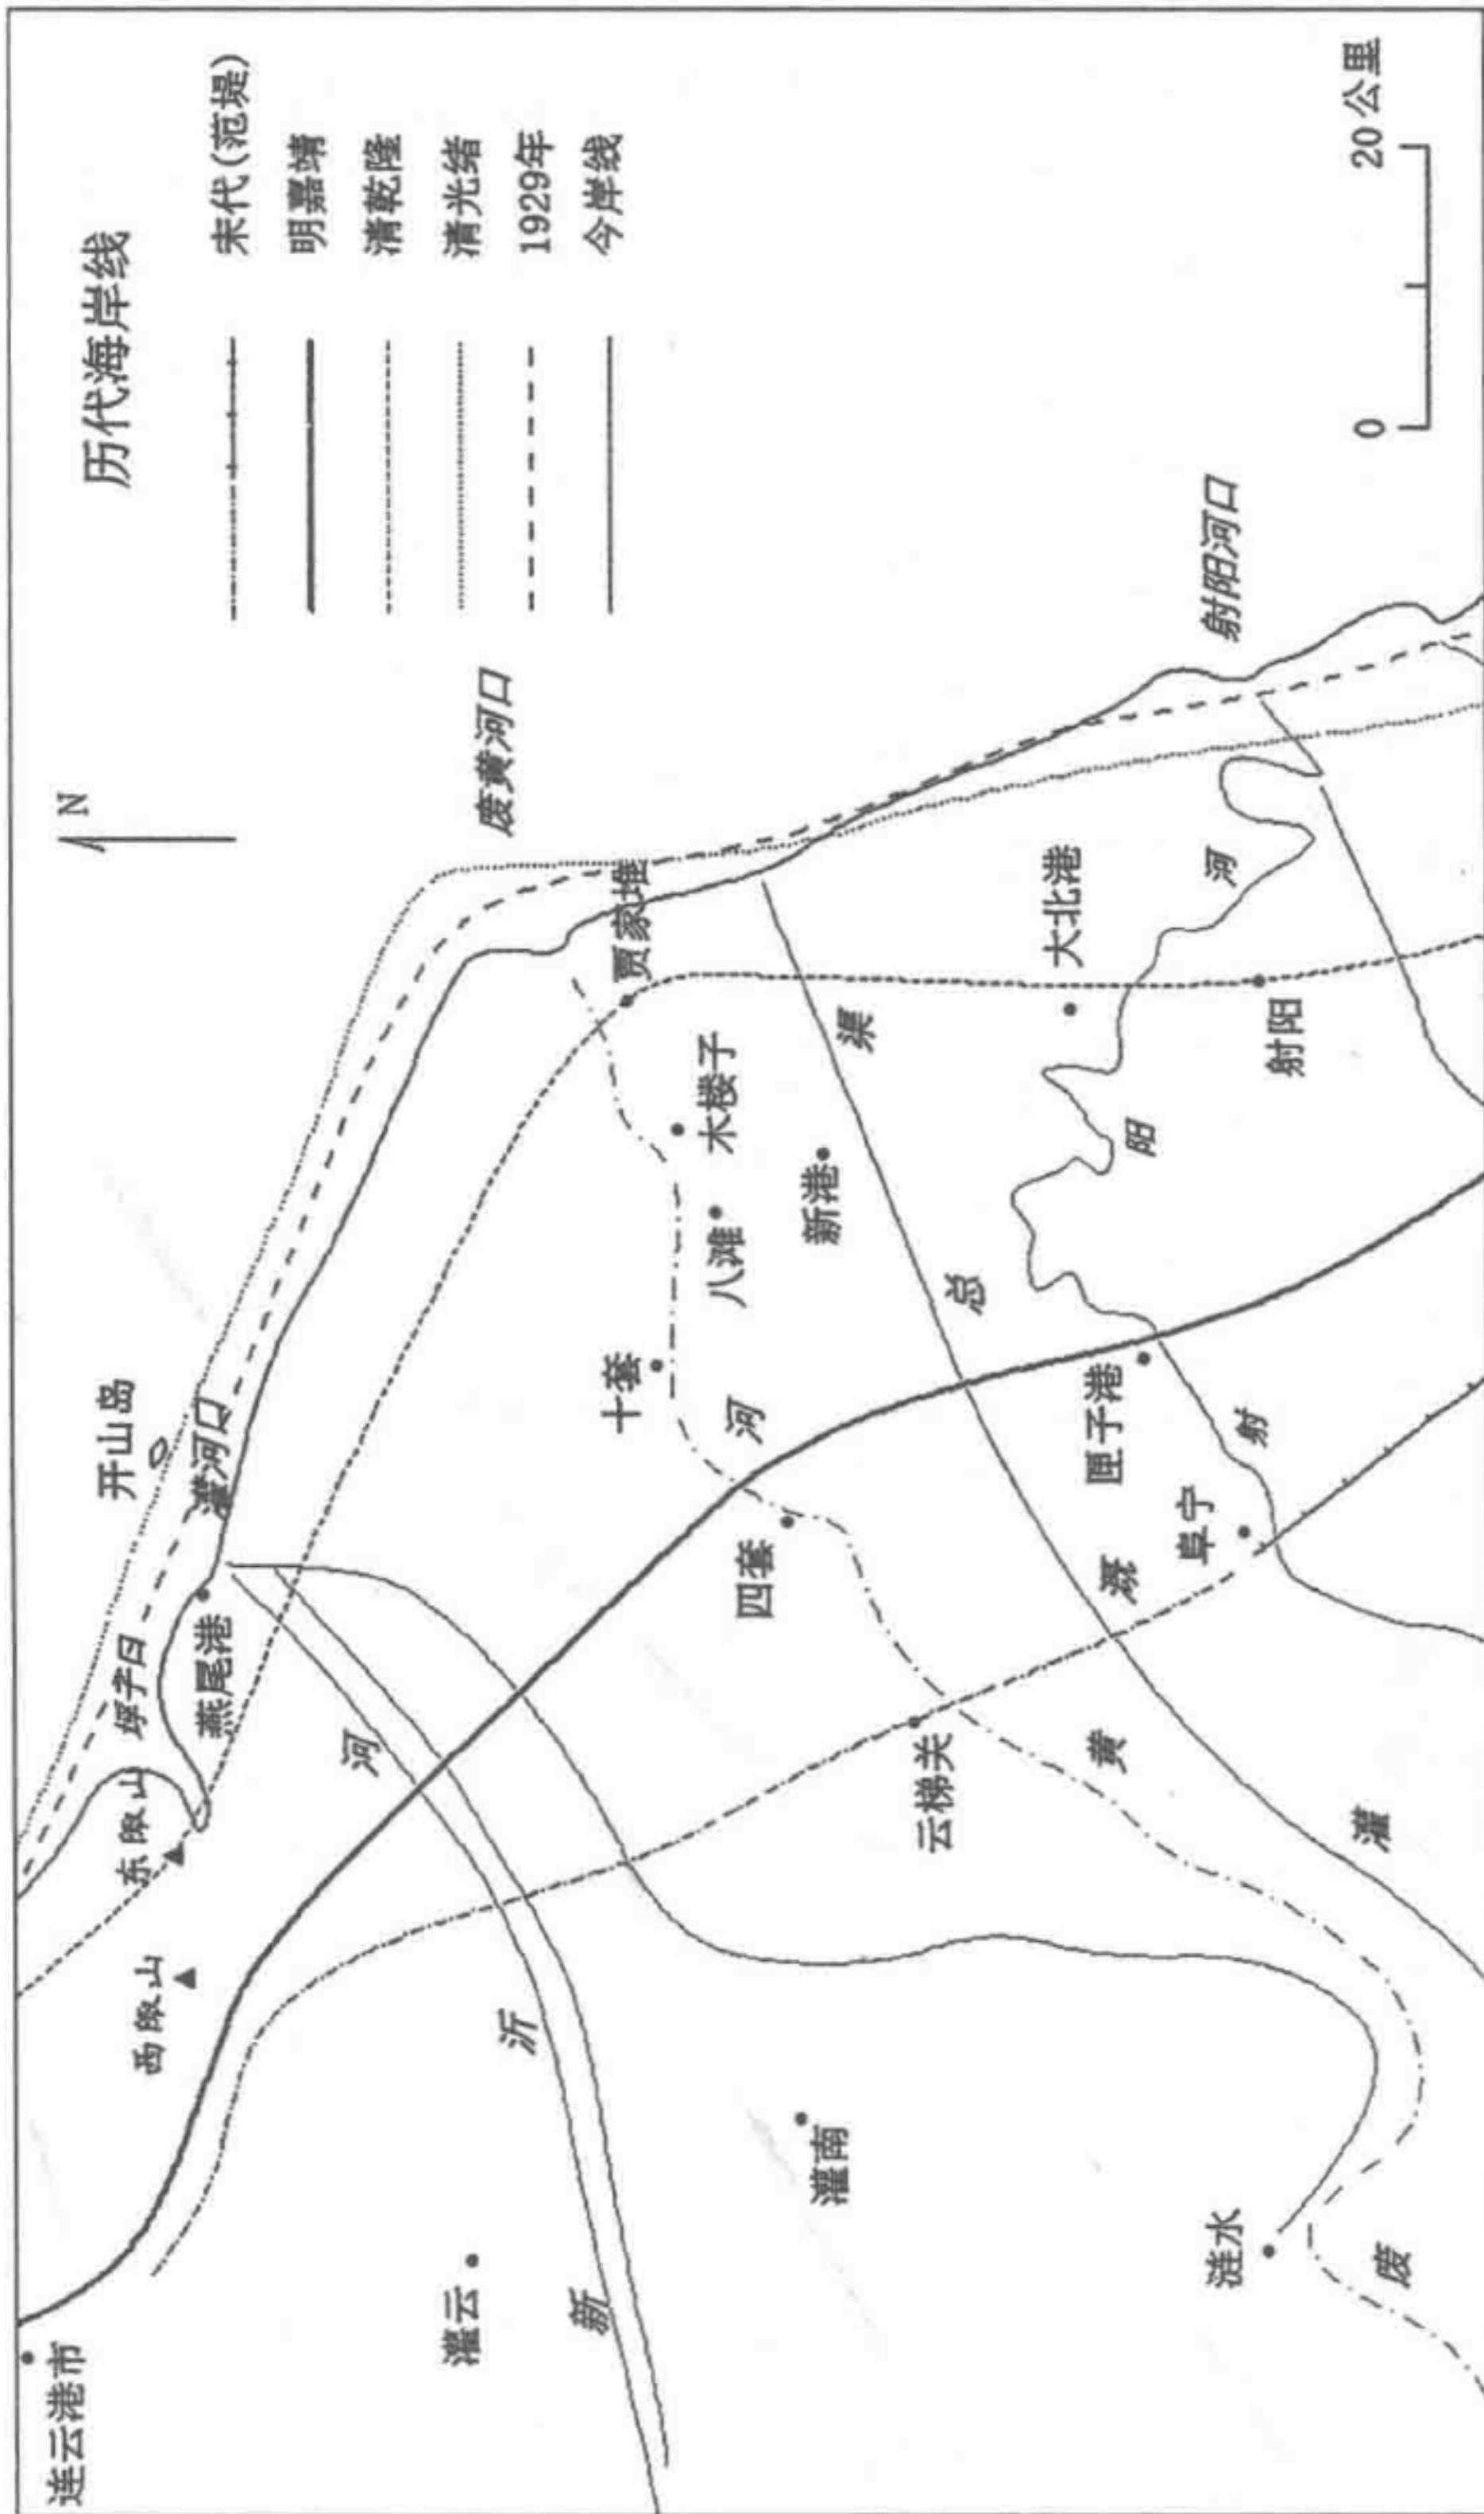 历代海岸线
宋代(范堤)
明嘉靖
清乾隆
清光绪
1929年
今岸线
N
0
20公里
连云港市
西陬山
东陬山
埒子口
燕尾港
开山岛
灌河口
废黄河口
贾家堆
木楼子
八滩
十套
四套
新港
大北港
射阳河口
射阳
匣子港
阜宁
云梯关
灌云
灌南
涟水
新
沂
河
废
黄
河
灌
溉
总
渠
射
阳
河